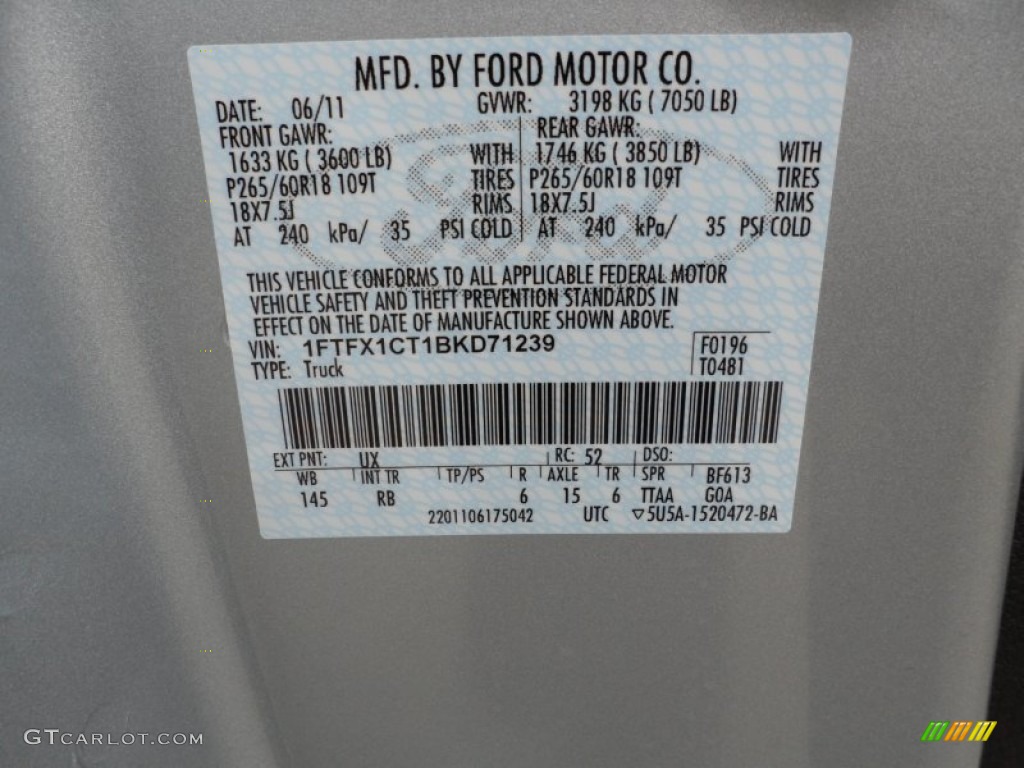 MFD. BY FORD MOTOR CO.
DATE: 06/11 GVWR: 3198 KG ( 7050 LB)
FRONT GAWR: REAR GAWR:
1633 KG ( 3600 LB) WITH 1746 KG ( 3850 LB) WITH
P265/60R18 109T TIRES P265/60R18 109T TIRES
18X7.5J RIMS 18X7.5J RIMS
AT 240 kPa/ 35 PSI COLD AT 240 kPa/ 35 PSI COLD
THIS VEHICLE CONFORMS TO ALL APPLICABLE FEDERAL MOTOR
VEHICLE SAFETY AND THEFT PREVENTION STANDARDS IN
EFFECT ON THE DATE OF MANUFACTURE SHOWN ABOVE.
VIN: 1FTFX1CT1BKD71239 F0196
TYPE: Truck T0481
EXT PNT: UX RC: 52 DSO:
WB INT TR TP/PS R AXLE TR SPR BF613
145 RB 6 15 6 TTAA GOA
2201106175042 UTC ▽5U5A-1520472-BA
GTCARLOT.COM